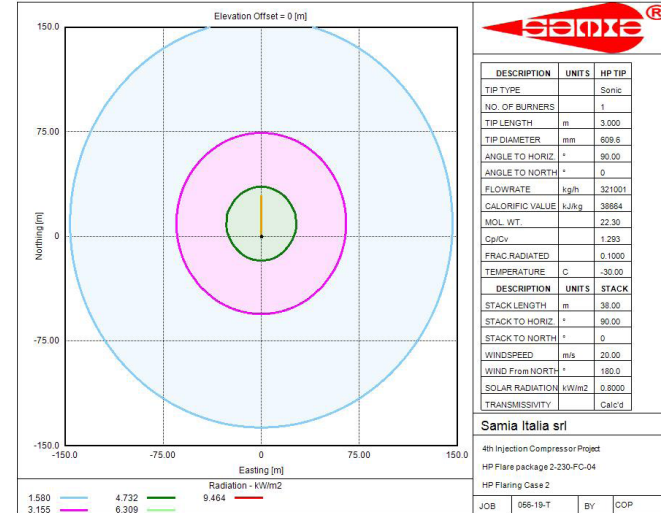 Elevation Offset = 0 [m]
150.0
75.00
0
-75.00
-150.0
Northing [m]
-150.0 -75.00 0 75.00 150.0
Easting [m]
Radiation - kW/m2
1.580 4.732 9.464
3.155 6.309
samia ®
DESCRIPTION UNITS HP TIP
TIP TYPE Sonic
NO. OF BURNERS 1
TIP LENGTH m 3.000
TIP DIAMETER mm 609.6
ANGLE TO HORIZ. ° 90.00
ANGLE TO NORTH ° 0
FLOWRATE kg/h 321001
CALORIFIC VALUE kJ/kg 38664
MOL. WT. 22.30
Cp/Cv 1.293
FRAC.RADIATED 0.1000
TEMPERATURE C -30.00
DESCRIPTION UNITS STACK
STACK LENGTH m 38.00
STACK TO HORIZ. ° 90.00
STACK TO NORTH ° 0
WINDSPEED m/s 20.00
WIND From NORTH ° 180.0
SOLAR RADIATION kW/m2 0.8000
TRANSMISSIVITY Calc'd
Samia Italia srl
4th Injection Compressor Project
HP Flare package 2-230-FC-04
HP Flaring Case 2
JOB 056-19-T BY COP